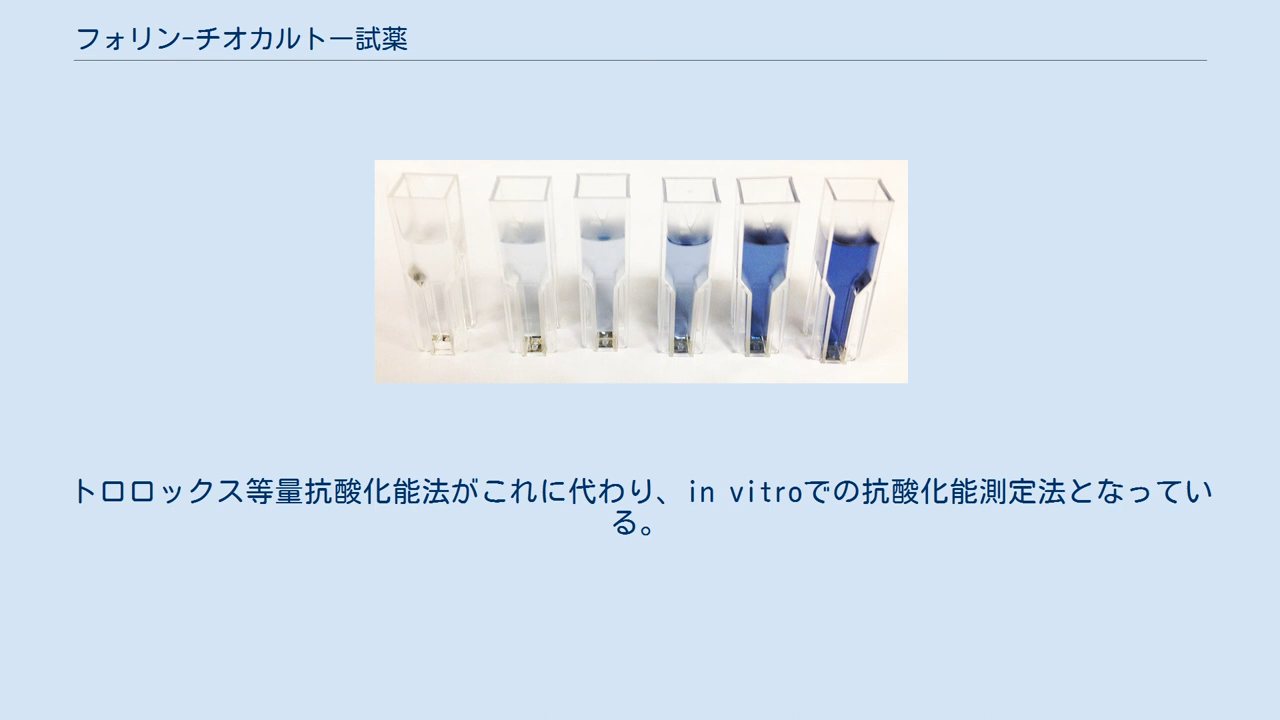 フォリン-チオカルトー試薬
トロロックス等量抗酸化能法がこれに代わり、in vitroでの抗酸化能測定法となってい
る。